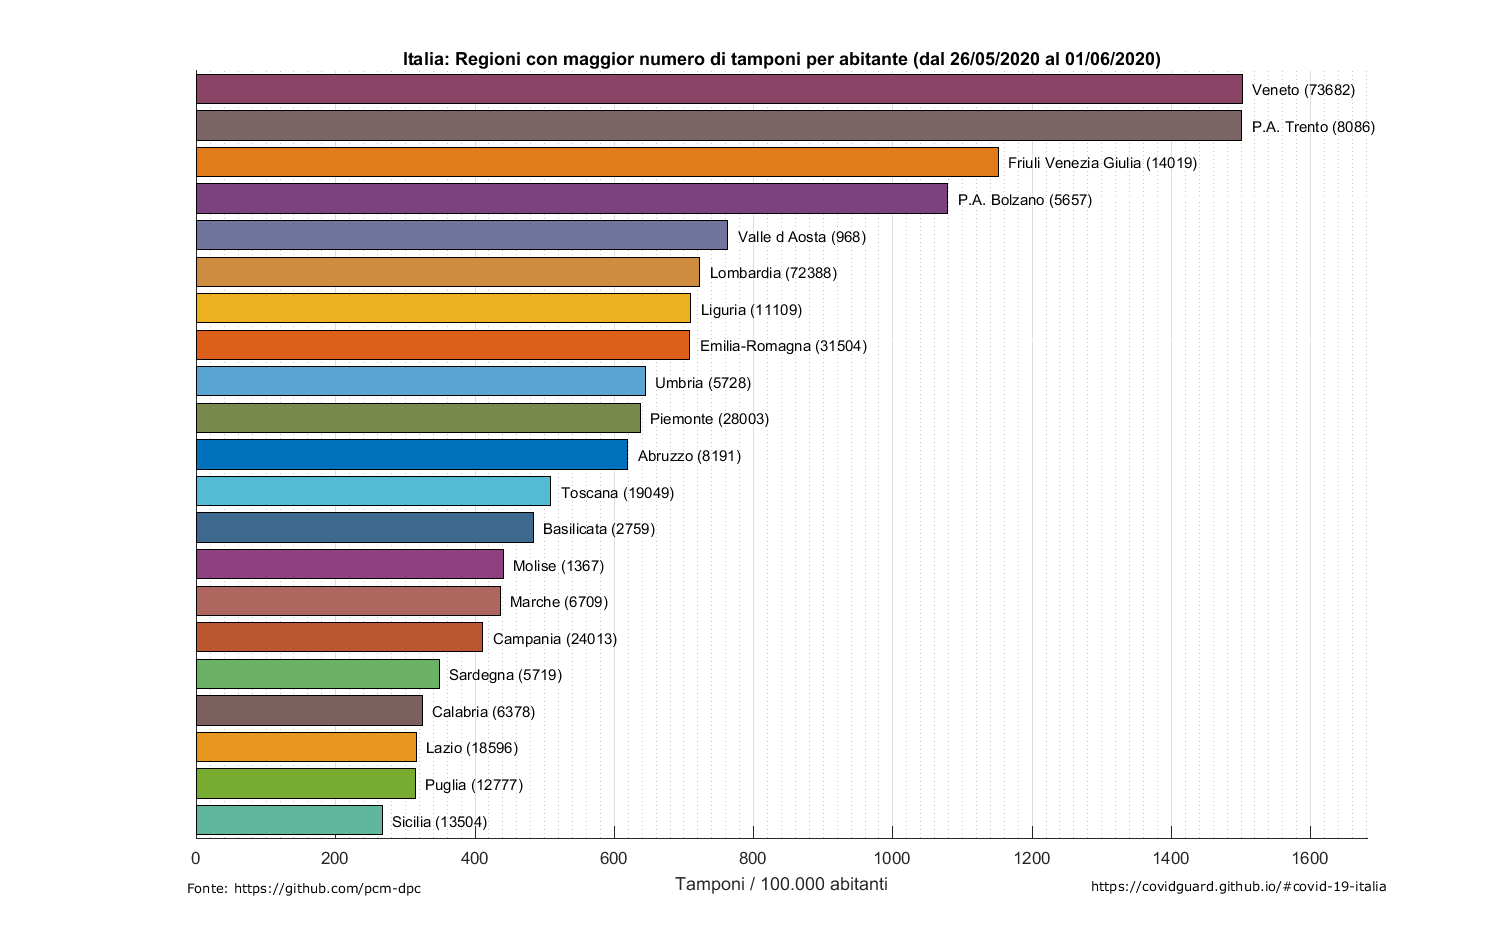 Italia: Regioni con maggior numero di tamponi per abitante (dal 26/05/2020 al 01/06/2020)
Veneto (73682)
P.A. Trento (8086)
Friuli Venezia Giulia (14019)
P.A. Bolzano (5657)
Valle d Aosta (968)
Lombardia (72388)
Liguria (11109)
Emilia-Romagna (31504)
Umbria (5728)
Piemonte (28003)
Abruzzo (8191)
Toscana (19049)
Basilicata (2759)
Molise (1367)
Marche (6709)
Campania (24013)
Sardegna (5719)
Calabria (6378)
Lazio (18596)
Puglia (12777)
Sicilia (13504)
0 200 400 600 800 1000 1200 1400 1600
Tamponi / 100.000 abitanti
Fonte: https://github.com/pcm-dpc
https://covidguard.github.io/#covid-19-italia